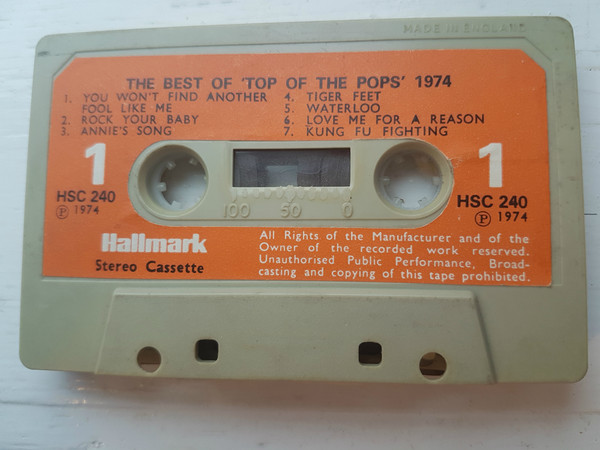 MADE IN ENGLAND
THE BEST OF 'TOP OF THE POPS' 1974
1. YOU WON'T FIND ANOTHER
FOOL LIKE ME
2. ROCK YOUR BABY
3. ANNIE'S SONG
4. TIGER FEET
5. WATERLOO
6. LOVE ME FOR A REASON
7. KUNG FU FIGHTING
1
HSC 240
℗ 1974
100 50 0
1
HSC 240
℗ 1974
Hallmark
Stereo Cassette
All Rights of the Manufacturer and of the
Owner of the recorded work reserved.
Unauthorised Public Performance, Broad-
casting and copying of this tape prohibited.